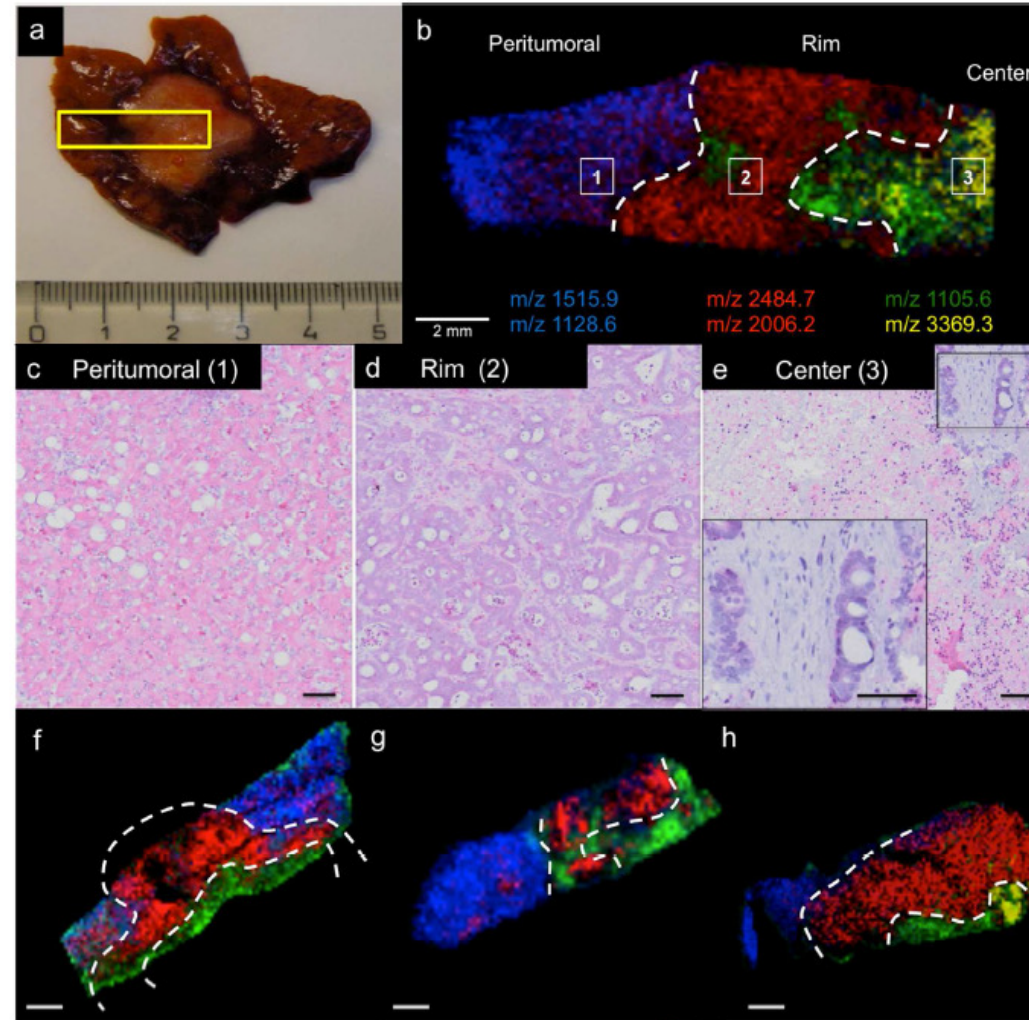 a
0 1 2 3 4 5
b
Peritumoral Rim
Center
1 2 3
m/z 1515.9 m/z 2484.7 m/z 1105.6
m/z 1128.6 m/z 2006.2 m/z 3369.3
2 mm
c Peritumoral (1)
d Rim (2)
e Center (3)
f
g
h